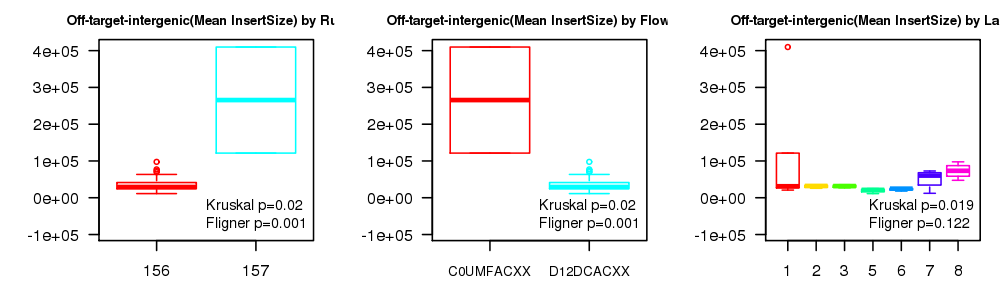 Off-target-intergenic(Mean InsertSize) by Ru
4e+05
3e+05
2e+05
1e+05
0e+00
-1e+05
Kruskal p=0.02
Fligner p=0.001
156 157
Off-target-intergenic(Mean InsertSize) by Flow
4e+05
3e+05
2e+05
1e+05
0e+00
-1e+05
Kruskal p=0.02
Fligner p=0.001
C0UMFACXX D12DCACXX
Off-target-intergenic(Mean InsertSize) by La
4e+05
3e+05
2e+05
1e+05
0e+00
-1e+05
Kruskal p=0.019
Fligner p=0.122
1 2 3 5 6 7 8